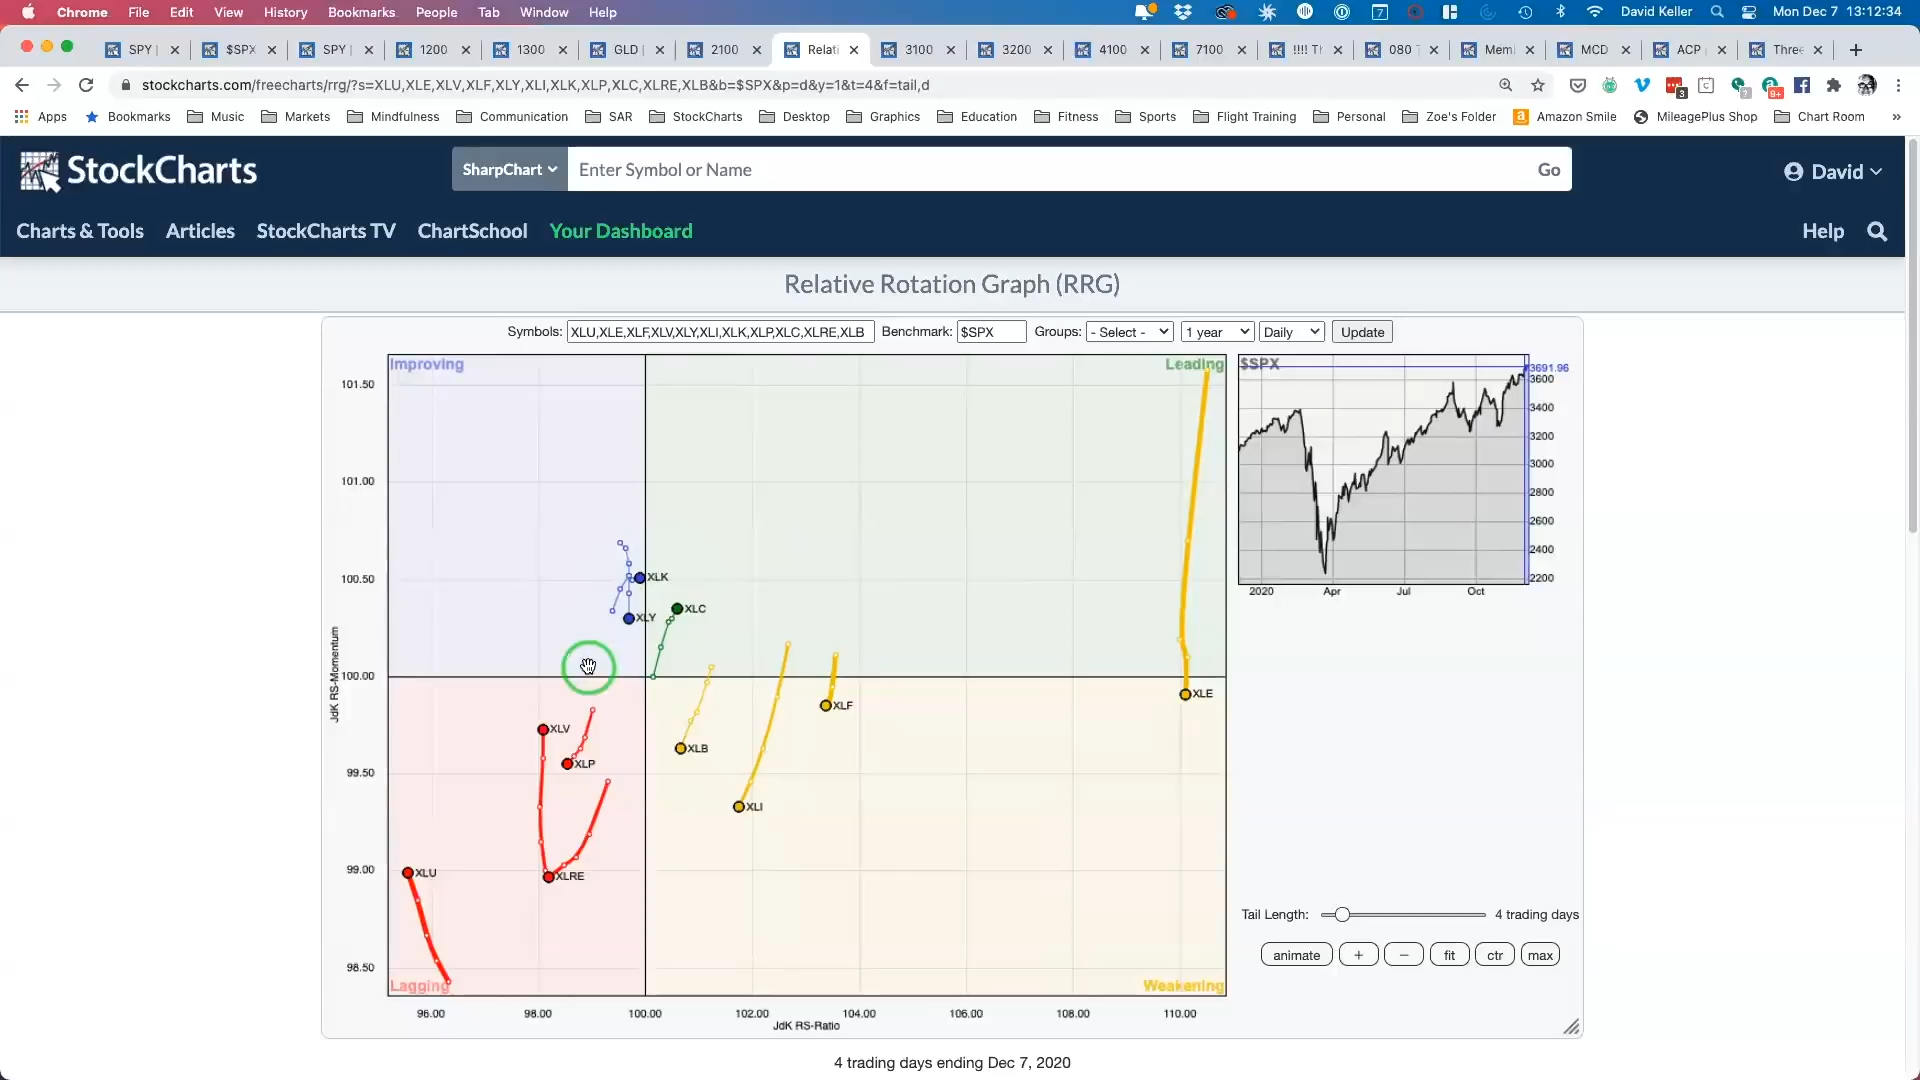 Chrome File Edit View History Bookmarks People Tab Window Help 7 David Keller Mon Dec 7 13:12:34
SPY | $SPX SPY | 1200 1300 GLD | 2100 Relati 3100 3200 4100 7100 !!!! Th 080 T Mem MCD ACP Three
stockcharts.com/freecharts/rrg/?s=XLU,XLE,XLV,XLF,XLY,XLI,XLK,XLP,XLC,XLRE,XLB&b=$SPX&p=d&y=1&t=4&f=tail,d 3 ? 9+
Apps Bookmarks Music Markets Mindfulness Communication SAR StockCharts Desktop Graphics Education Fitness Sports Flight Training Personal Zoe's Folder Amazon Smile MileagePlus Shop Chart Room »
StockCharts SharpChart Enter Symbol or Name Go David
Charts & Tools Articles StockCharts TV ChartSchool Your Dashboard Help
Relative Rotation Graph (RRG)
Symbols: XLU,XLE,XLF,XLV,XLY,XLI,XLK,XLP,XLC,XLRE,XLB Benchmark: $SPX Groups: - Select - 1 year Daily Update
Improving Leading
101.50
101.00
100.50
100.00
99.50
99.00
98.50
JdK RS-Momentum
XLK
XLY
XLC
XLE
XLF
XLV
XLB
XLP
XLI
XLU
XLRE
Lagging Weakening
96.00 98.00 100.00 102.00 104.00 106.00 108.00 110.00
JdK RS-Ratio
$SPX
3691.96
3600
3400
3200
3000
2800
2600
2400
2200
2020 Apr Jul Oct
Tail Length: 4 trading days
animate + − fit ctr max
4 trading days ending Dec 7, 2020